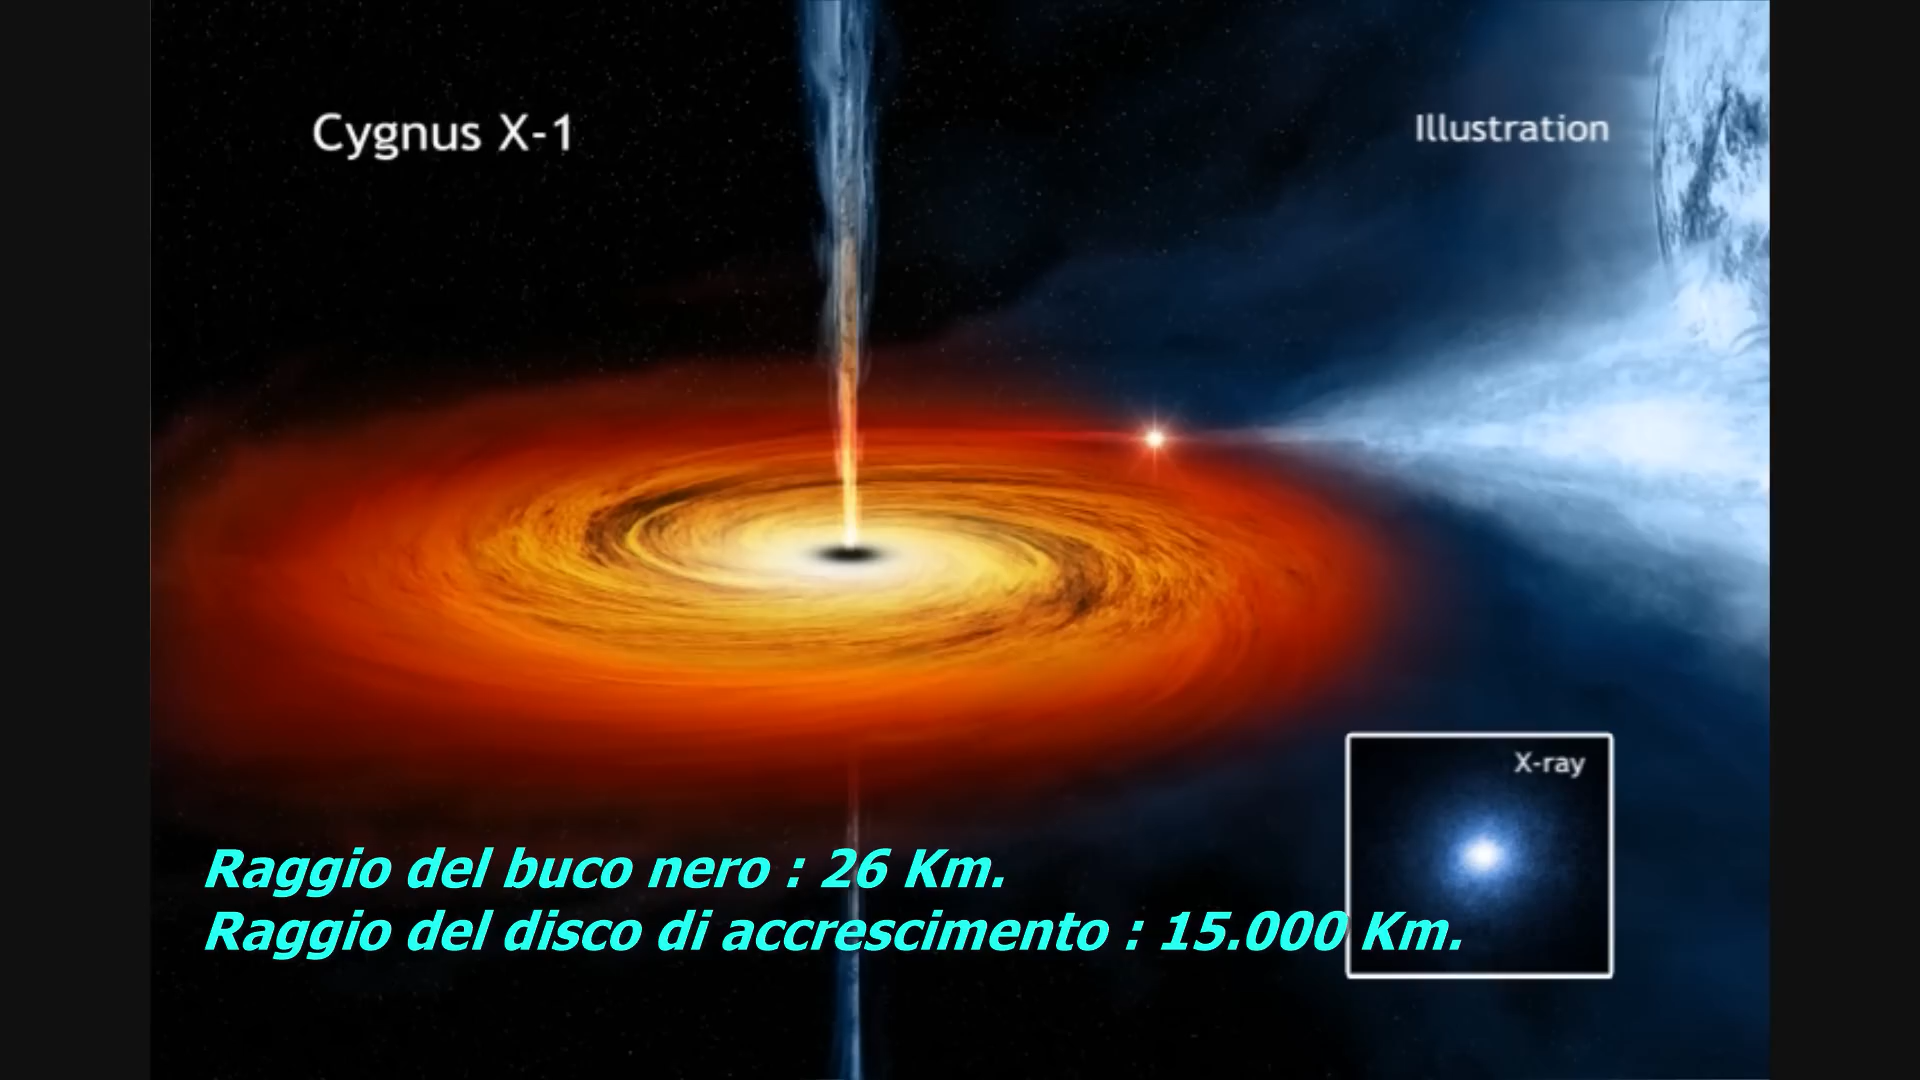 Cygnus X-1
Illustration
X-ray
Raggio del buco nero : 26 Km.
Raggio del disco di accrescimento : 15.000 Km.